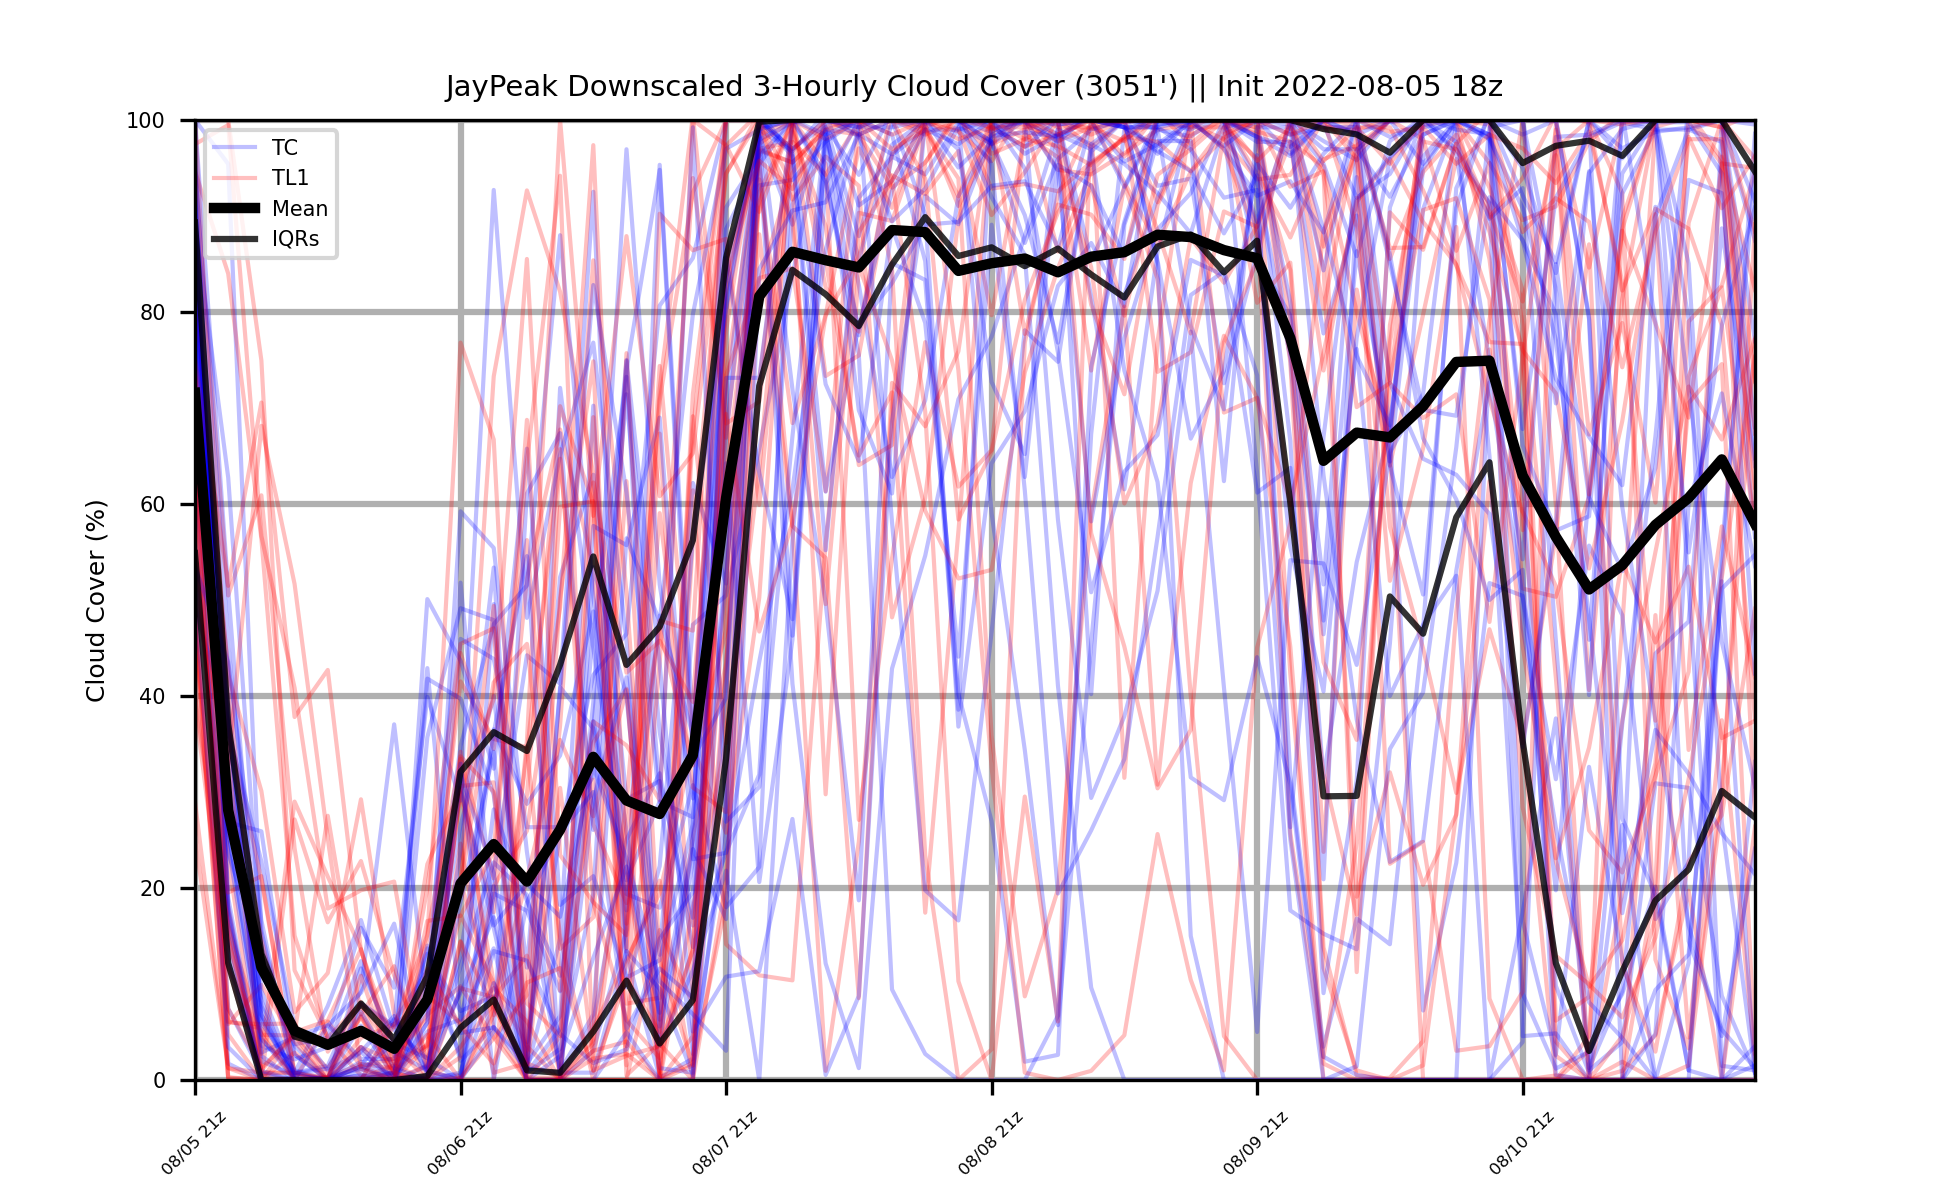 JayPeak Downscaled 3-Hourly Cloud Cover (3051') || Init 2022-08-05 18z
100
80
60
40
20
0
Cloud Cover (%)
TC
TL1
Mean
IQRs
08/05 21z
08/06 21z
08/07 21z
08/08 21z
08/09 21z
08/10 21z